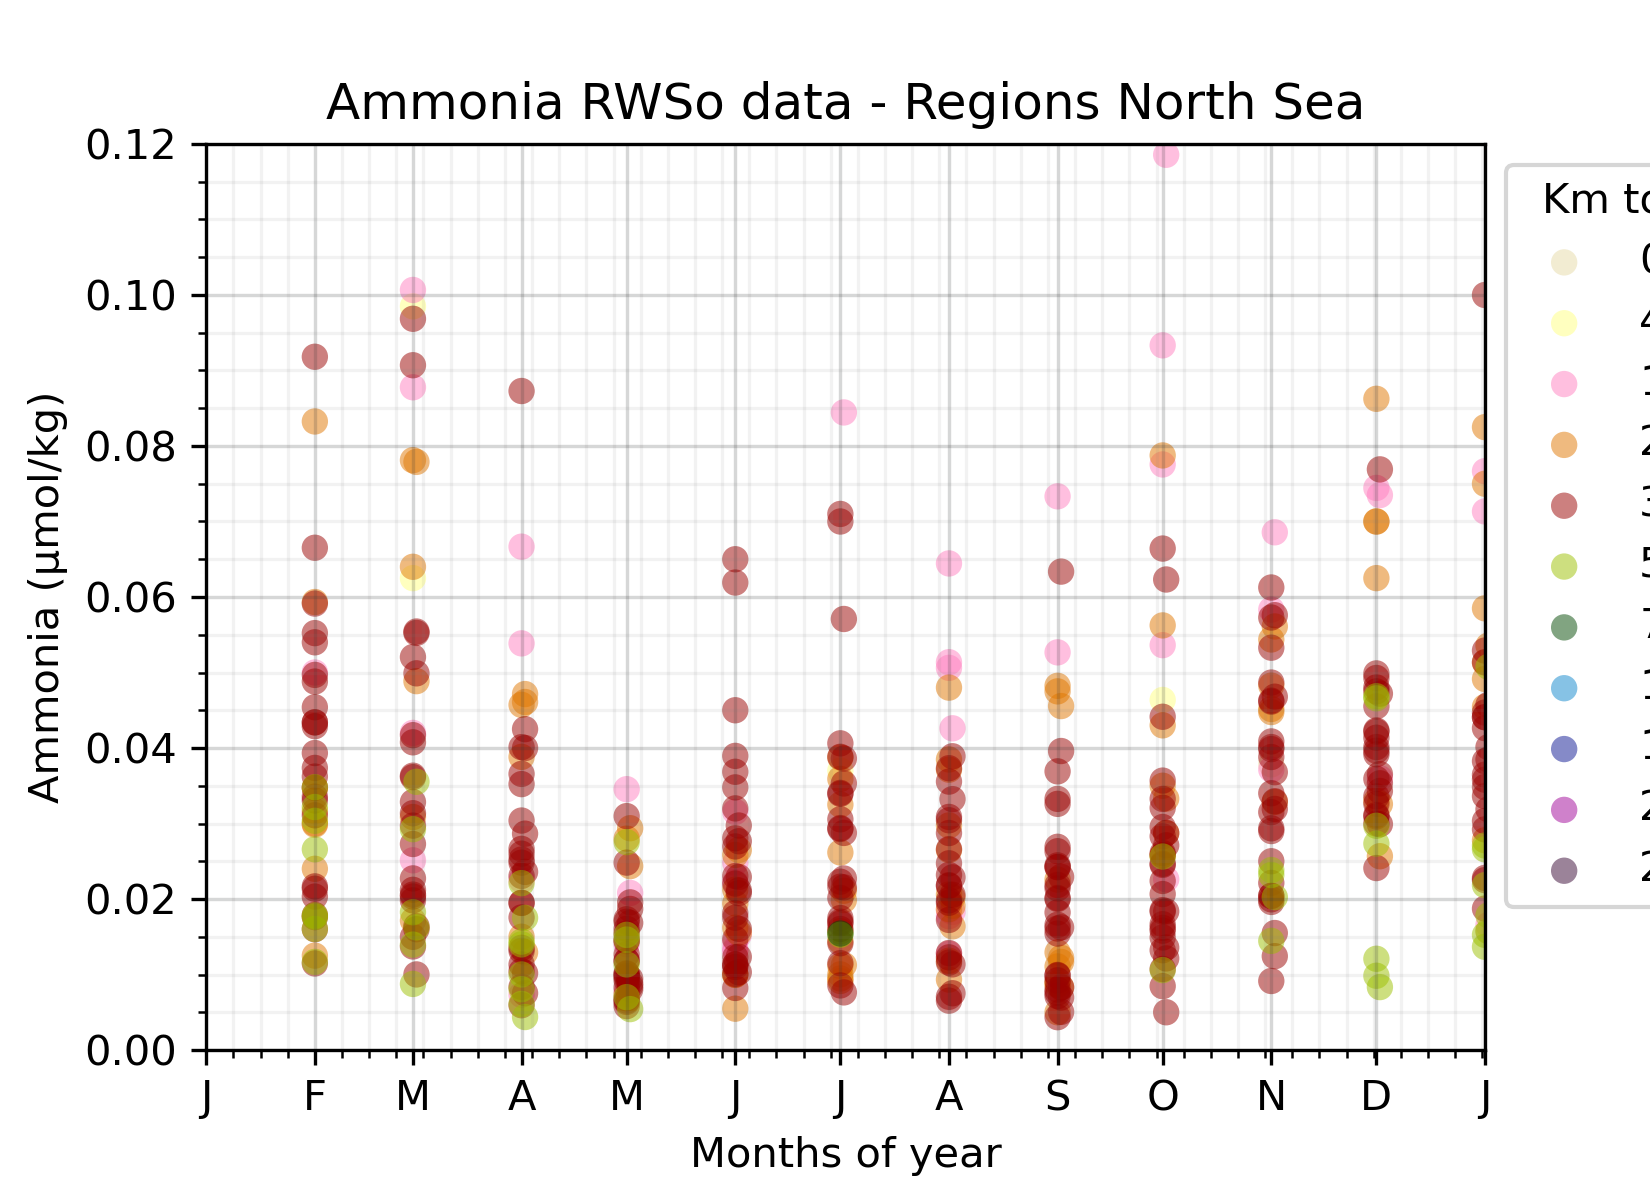 Ammonia RWSo data - Regions North Sea
0.12
0.10
0.08
0.06
0.04
0.02
0.00
Ammonia (µmol/kg)
J F M A M J J A S O N D J
Months of year
Km